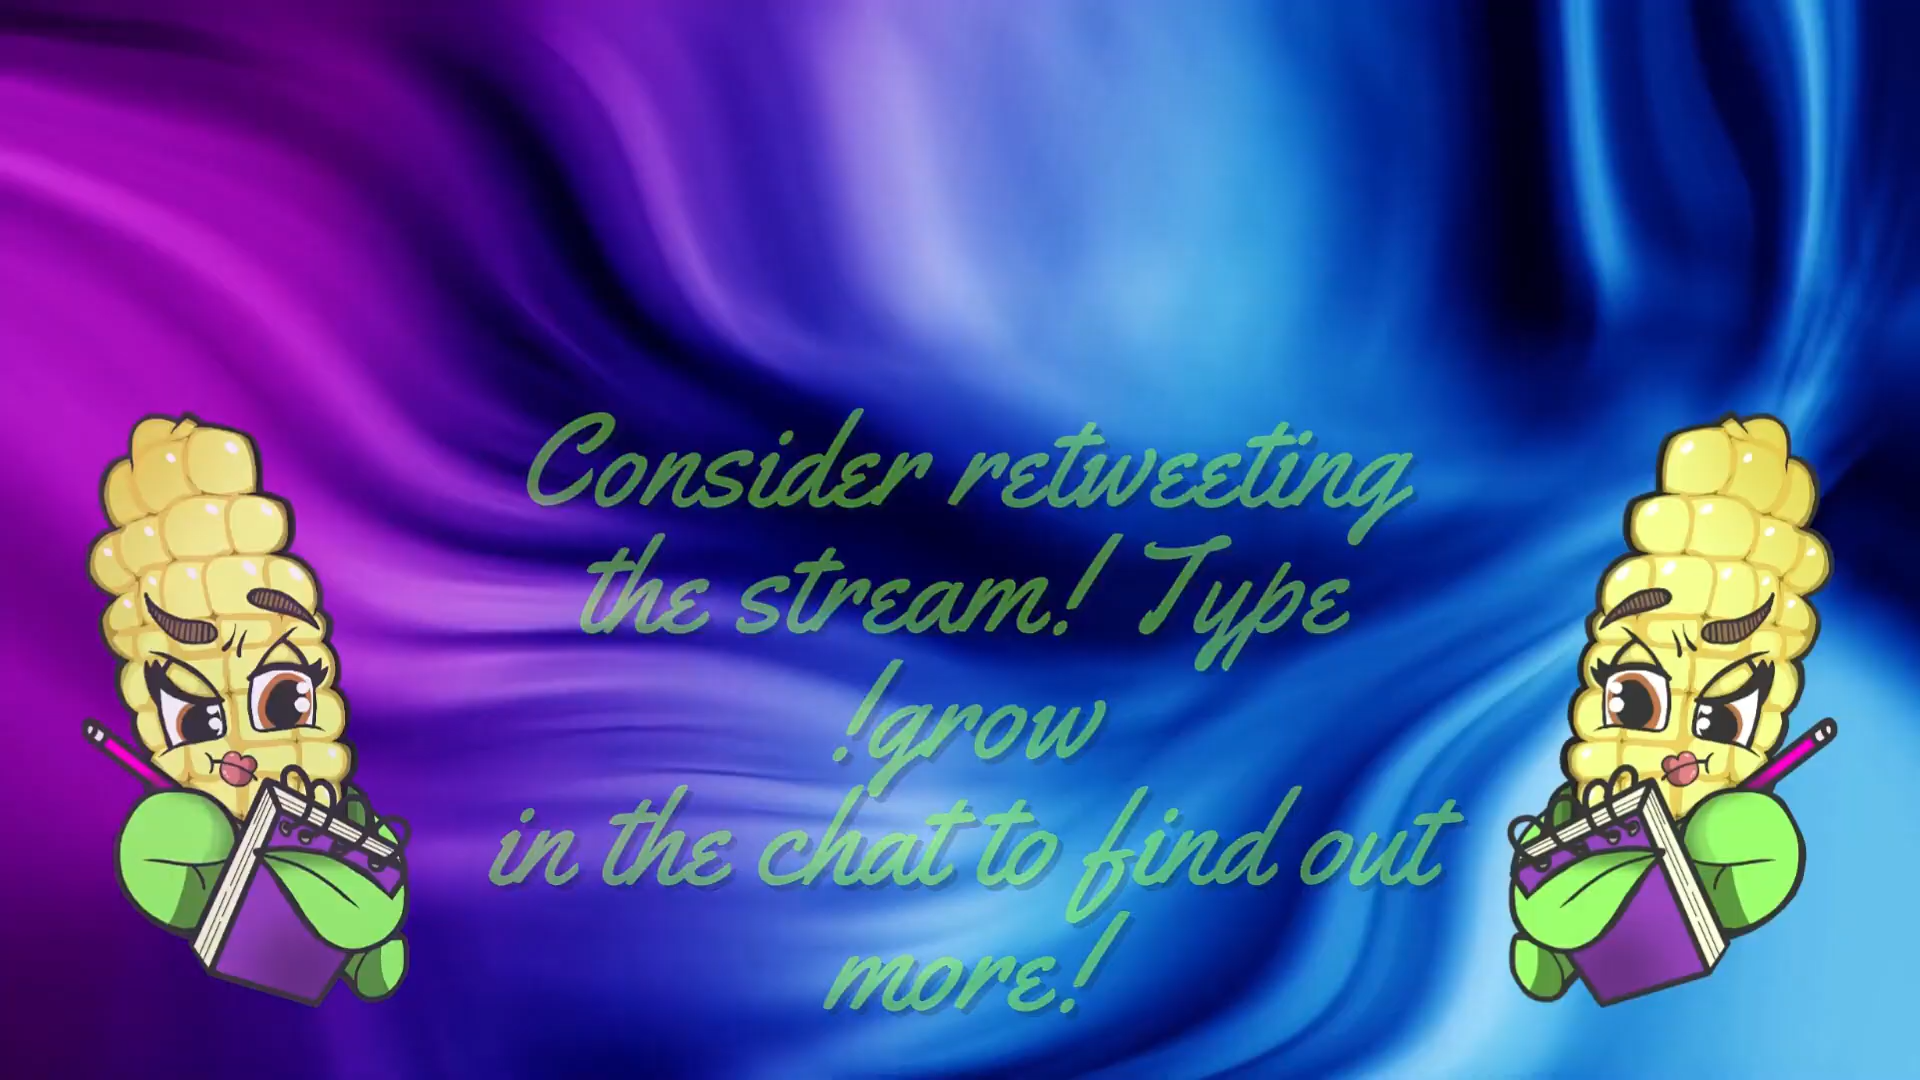 Consider retweeting
the stream! Type
!grow
in the chat to find out
more!